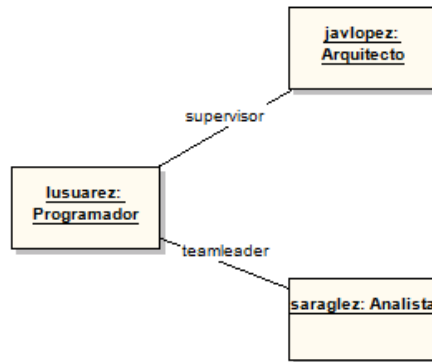 javlopez:
Arquitecto
supervisor
lusuarez:
Programador
teamleader
saraglez: Analista